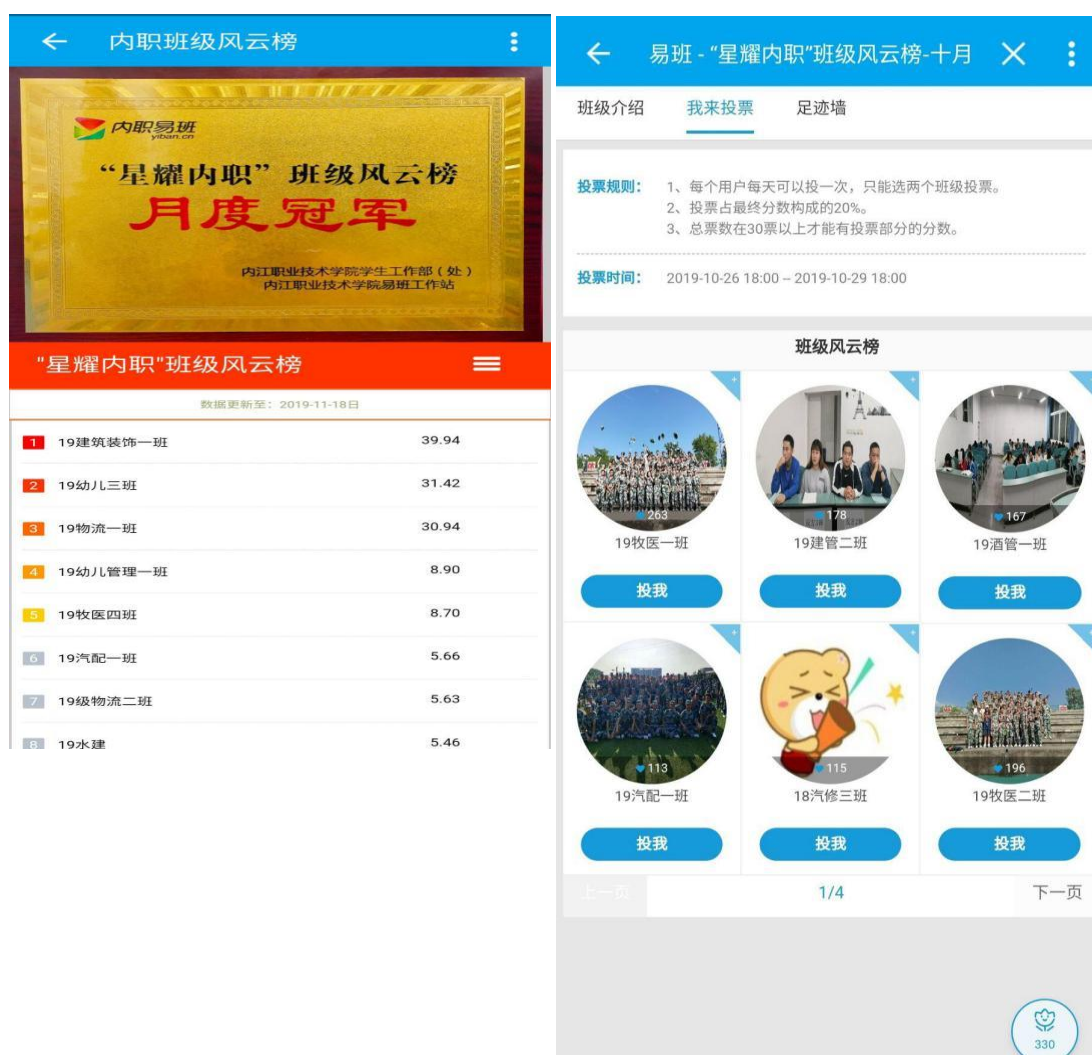 内职班级风云榜
内职易班
yiban.cn
“星耀内职”班级风云榜
月度冠军
内江职业技术学院学生工作部(处)
内江职业技术学院易班工作站
"星耀内职"班级风云榜
数据更新至：2019-11-18日
1 19建筑装饰一班 39.94
2 19幼儿三班 31.42
3 19物流一班 30.94
4 19幼儿管理一班 8.90
5 19牧医四班 8.70
6 19汽配一班 5.66
7 19级物流二班 5.63
8 19水建 5.46
易班 - “星耀内职”班级风云榜-十月
班级介绍 我来投票 足迹墙
投票规则： 1、每个用户每天可以投一次，只能选两个班级投票。
2、投票占最终分数构成的20%。
3、总票数在30票以上才能有投票部分的分数。
投票时间： 2019-10-26 18:00 -- 2019-10-29 18:00
班级风云榜
263 178 167
19牧医一班 19建管二班 19酒管一班
投我 投我 投我
113 115 196
19汽配一班 18汽修三班 19牧医二班
投我 投我 投我
上一页 1/4 下一页
330